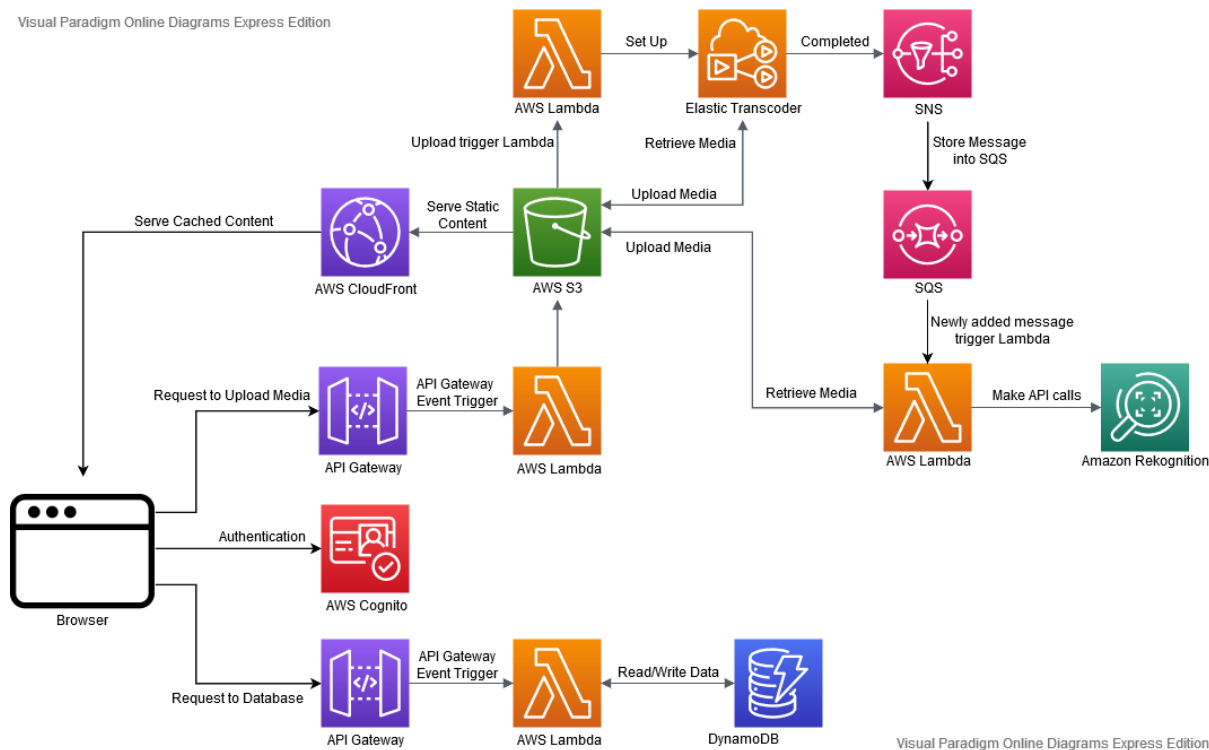 Visual Paradigm Online Diagrams Express Edition
Set Up
Completed
AWS Lambda
Elastic Transcoder
SNS
Upload trigger Lambda
Retrieve Media
Store Message
into SQS
Upload Media
Serve Cached Content
Serve Static
Content
Upload Media
AWS CloudFront
AWS S3
SQS
Newly added message
trigger Lambda
Request to Upload Media
API Gateway
Event Trigger
Retrieve Media
Make API calls
API Gateway
AWS Lambda
AWS Lambda
Amazon Rekognition
Authentication
AWS Cognito
Browser
API Gateway
Event Trigger
Read/Write Data
Request to Database
API Gateway
AWS Lambda
DynamoDB
Visual Paradigm Online Diagrams Express Edition